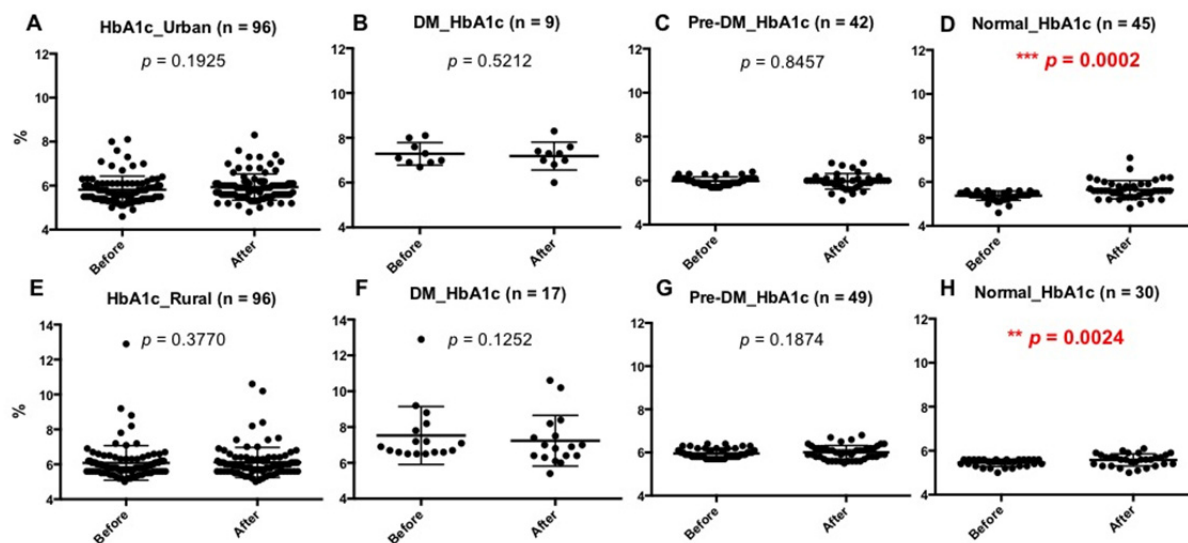 A HbA1c_Urban (n = 96)
p = 0.1925
12
10
8
6
4
%
Before After
B DM_HbA1c (n = 9)
p = 0.5212
12
10
8
6
4
Before After
C Pre-DM_HbA1c (n = 42)
p = 0.8457
12
10
8
6
4
Before After
D Normal_HbA1c (n = 45)
*** p = 0.0002
12
10
8
6
4
Before After
E HbA1c_Rural (n = 96)
p = 0.3770
14
12
10
8
6
4
%
Before After
F DM_HbA1c (n = 17)
p = 0.1252
14
12
10
8
6
4
Before After
G Pre-DM_HbA1c (n = 49)
p = 0.1874
12
10
8
6
4
Before After
H Normal_HbA1c (n = 30)
** p = 0.0024
12
10
8
6
4
Before After